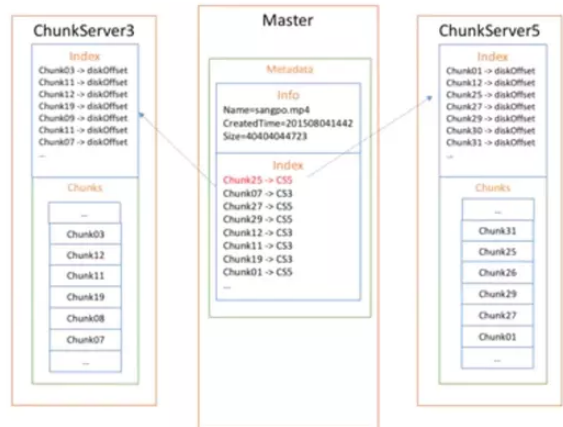 ChunkServer3
Index
Chunk03 -> diskOffset
Chunk11 -> diskOffset
Chunk12 -> diskOffset
Chunk19 -> diskOffset
Chunk09 -> diskOffset
Chunk11 -> diskOffset
Chunk07 -> diskOffset
...
Chunks
...
Chunk03
Chunk12
Chunk11
Chunk19
Chunk08
Chunk07
...
Master
Metadata
Info
Name=sangpo.mp4
CreatedTime=201508041442
Size=40404044723
Index
Chunk25 -> CS5
Chunk07 -> CS3
Chunk27 -> CS5
Chunk29 -> CS5
Chunk12 -> CS3
Chunk11 -> CS3
Chunk19 -> CS3
Chunk01 -> CS5
...
ChunkServer5
Index
Chunk01 -> diskOffset
Chunk12 -> diskOffset
Chunk25 -> diskOffset
Chunk27 -> diskOffset
Chunk29 -> diskOffset
Chunk30 -> diskOffset
Chunk31 -> diskOffset
...
Chunks
...
Chunk31
Chunk25
Chunk26
Chunk29
Chunk27
Chunk01
...